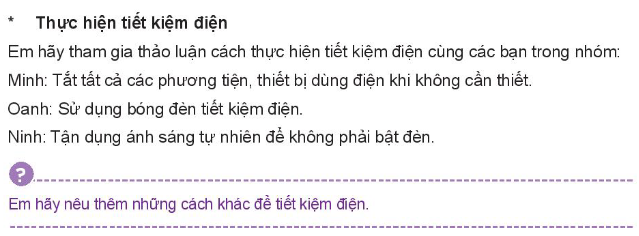 * Thực hiện tiết kiệm điện
Em hãy tham gia thảo luận cách thực hiện tiết kiệm điện cùng các bạn trong nhóm:
Minh: Tắt tất cả các phương tiện, thiết bị dùng điện khi không cần thiết.
Oanh: Sử dụng bóng đèn tiết kiệm điện.
Ninh: Tận dụng ánh sáng tự nhiên để không phải bật đèn.
?
Em hãy nêu thêm những cách khác để tiết kiệm điện.